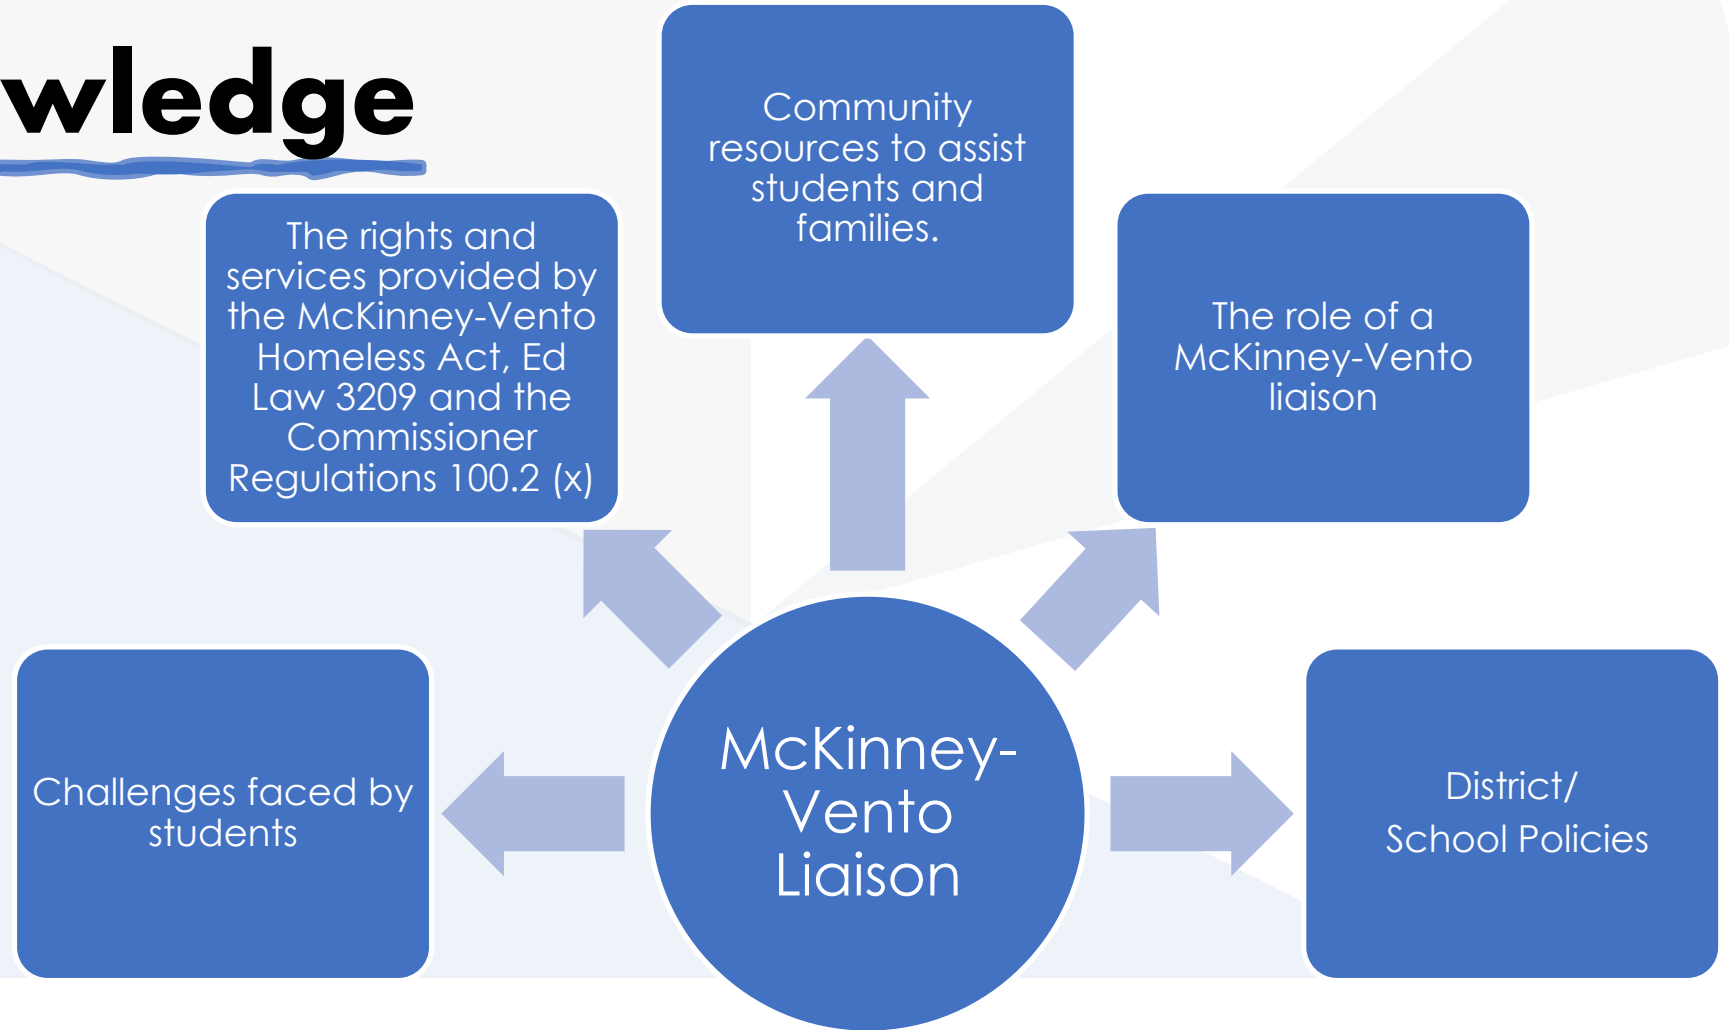 wledge
Community
resources to assist
students and
families.
The rights and
services provided by
the McKinney-Vento
Homeless Act, Ed
Law 3209 and the
Commissioner
Regulations 100.2 (x)
The role of a
McKinney-Vento
liaison
Challenges faced by
students
McKinney-
Vento
Liaison
District/
School Policies